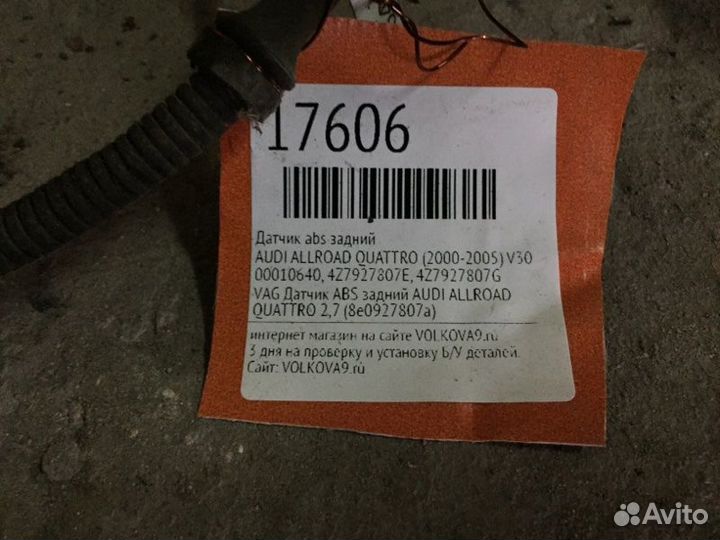 17606
Датчик abs задний
AUDI ALLROAD QUATTRO (2000-2005) V30
00010640, 4Z7927807E, 4Z7927807G
VAG Датчик ABS задний AUDI ALLROAD
QUATTRO 2,7 (8e0927807a)
интернет магазин на сайте VOLKOVA9.ru
3 дня на проверку и установку Б/У деталей.
Сайт: VOLKOVA9.ru
Avito